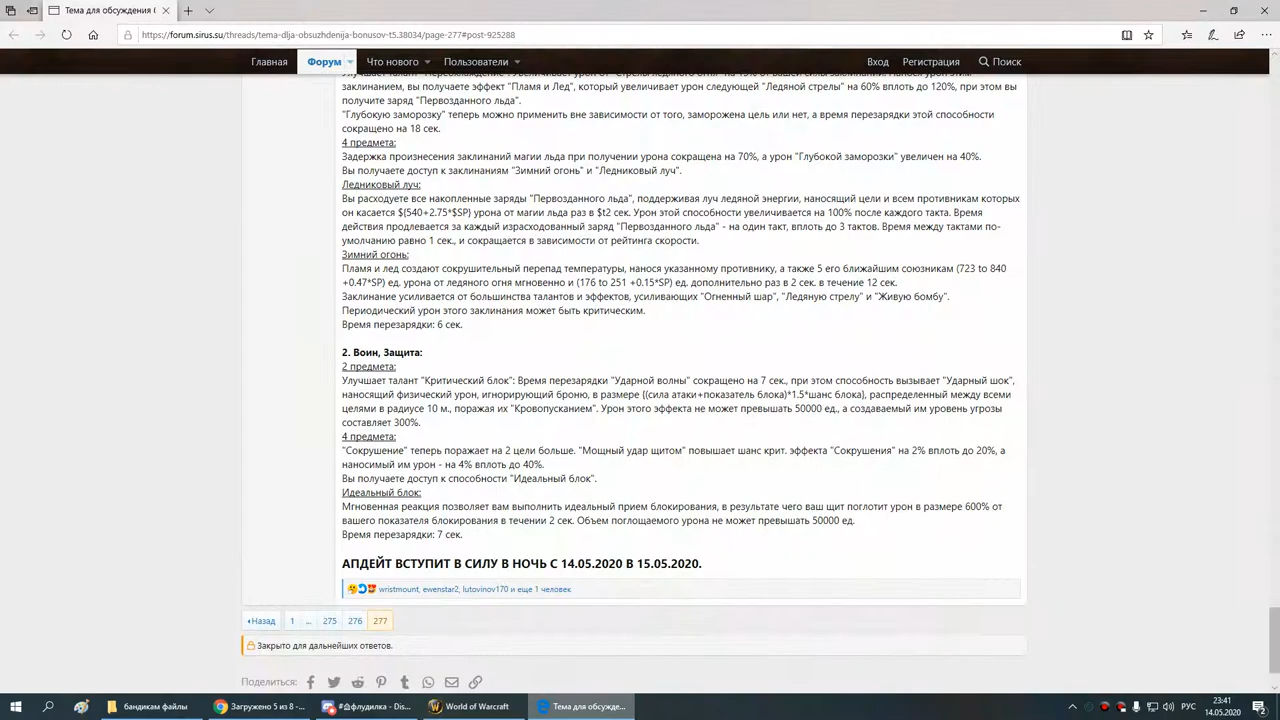 Тема для обсуждения б
https://forum.sirus.su/threads/tema-dlja-obsuzhdenija-bonusov-t5.38034/page-277#post-925288
Главная Форум Что нового Пользователи Вход Регистрация Поиск
заклинанием, вы получаете эффект "Пламя и Лед", который увеличивает урон следующей "Ледяной стрелы" на 60% вплоть до 120%, при этом вы
получите заряд "Первозданного льда".
"Глубокую заморозку" теперь можно применить вне зависимости от того, заморожена цель или нет, а время перезарядки этой способности
сокращено на 18 сек.
4 предмета:
Задержка произнесения заклинаний магии льда при получении урона сокращена на 70%, а урон "Глубокой заморозки" увеличен на 40%.
Вы получаете доступ к заклинаниям "Зимний огонь" и "Ледниковый луч".
Ледниковый луч:
Вы расходуете все накопленные заряды "Первозданного льда", поддерживая луч ледяной энергии, наносящий цели и всем противникам которых
он касается ${540+2.75*$SP} урона от магии льда раз в $t2 сек. Урон этой способности увеличивается на 100% после каждого такта. Время
действия продлевается за каждый израсходованный заряд "Первозданного льда" - на один такт, вплоть до 3 тактов. Время между тактами по-
умолчанию равно 1 сек., и сокращается в зависимости от рейтинга скорости.
Зимний огонь:
Пламя и лед создают сокрушительный перепад температуры, нанося указанному противнику, а также 5 его ближайшим союзникам (723 to 840
+0.47*SP) ед. урона от ледяного огня мгновенно и (176 to 251 +0.15*SP) ед. дополнительно раз в 2 сек. в течение 12 сек.
Заклинание усиливается от большинства талантов и эффектов, усиливающих "Огненный шар", "Ледяную стрелу" и "Живую бомбу".
Периодический урон этого заклинания может быть критическим.
Время перезарядки: 6 сек.
2. Воин, Защита:
2 предмета:
Улучшает талант "Критический блок": Время перезарядки "Ударной волны" сокращено на 7 сек., при этом способность вызывает "Ударный шок",
наносящий физический урон, игнорирующий броню, в размере {(сила атаки+показатель блока)*1.5*шанс блока}, распределенный между всеми
целями в радиусе 10 м., поражая их "Кровопусканием". Урон этого эффекта не может превышать 50000 ед., а создаваемый им уровень угрозы
составляет 300%.
4 предмета:
"Сокрушение" теперь поражает на 2 цели больше. "Мощный удар щитом" повышает шанс крит. эффекта "Сокрушения" на 2% вплоть до 20%, а
наносимый им урон - на 4% вплоть до 40%.
Вы получаете доступ к способности "Идеальный блок".
Идеальный блок:
Мгновенная реакция позволяет вам выполнить идеальный прием блокирования, в результате чего ваш щит поглотит урон в размере 600% от
вашего показателя блокирования в течении 2 сек. Объем поглощаемого урона не может превышать 50000 ед.
Время перезарядки: 7 сек.
АПДЕЙТ ВСТУПИТ В СИЛУ В НОЧЬ С 14.05.2020 В 15.05.2020.
wristmount, ewenstar2, lutovinov170 и еще 1 человек
Назад 1 ... 275 276 277
Закрыто для дальнейших ответов.
Поделиться:
бандикам файлы Загружено 5 из 8 -... - Dis... World of Warcraft Тема для обсужде... РУС 23:41
14.05.2020